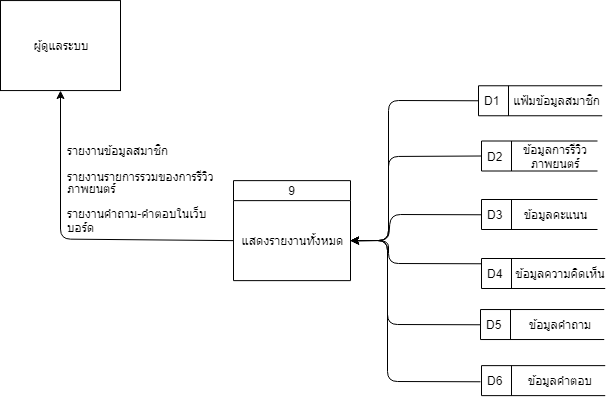 ผู้ดูแลระบบ
รายงานข้อมูลสมาชิก
รายงานรายการรวมของการรีวิว
ภาพยนตร์
รายงานคำถาม-คำตอบในเว็บ
บอร์ด
9
แสดงรายงานทั้งหมด
D1 แฟ้มข้อมูลสมาชิก
D2 ข้อมูลการรีวิว
ภาพยนตร์
D3 ข้อมูลคะแนน
D4 ข้อมูลความคิดเห็น
D5 ข้อมูลคำถาม
D6 ข้อมูลคำตอบ